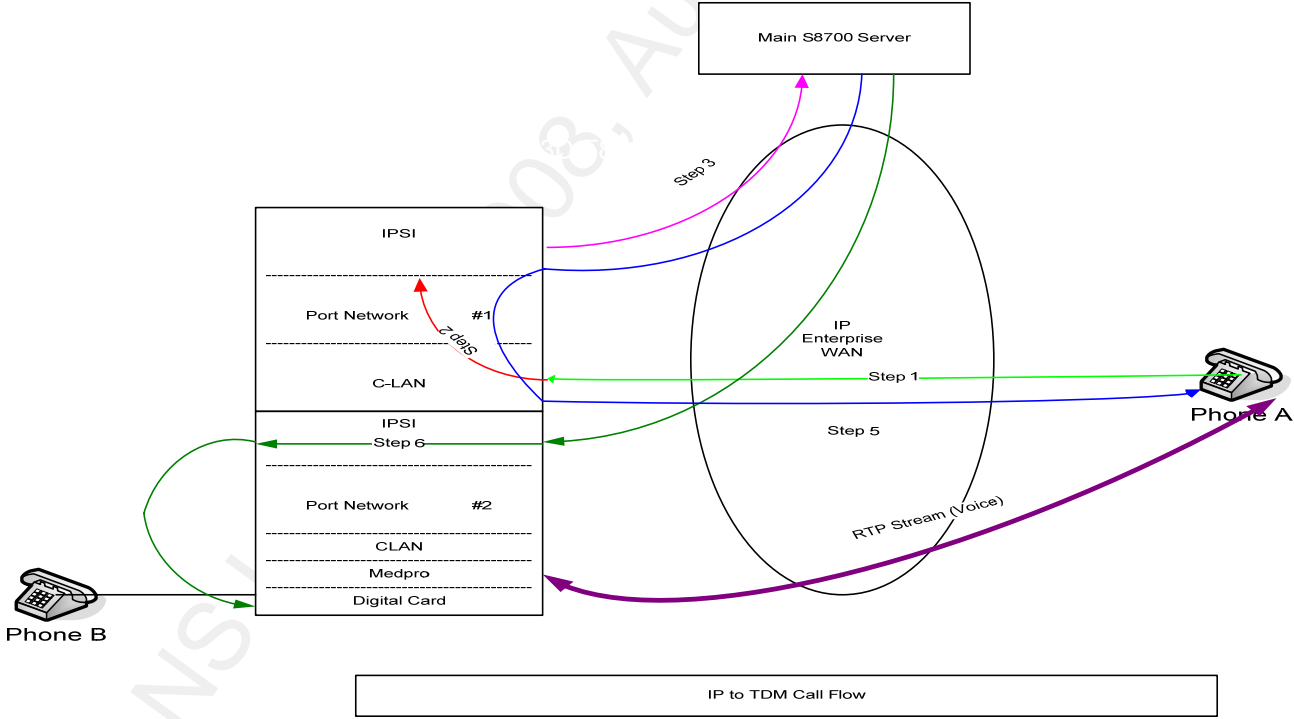 Main S8700 Server
Step 3
IPSI
Port Network #1
Step 2
C-LAN
IP
Enterprise
WAN
Step 1
Phone A
IPSI
Step 6
Step 5
Port Network #2
RTP Stream (Voice)
CLAN
Medpro
Digital Card
Phone B
IP to TDM Call Flow